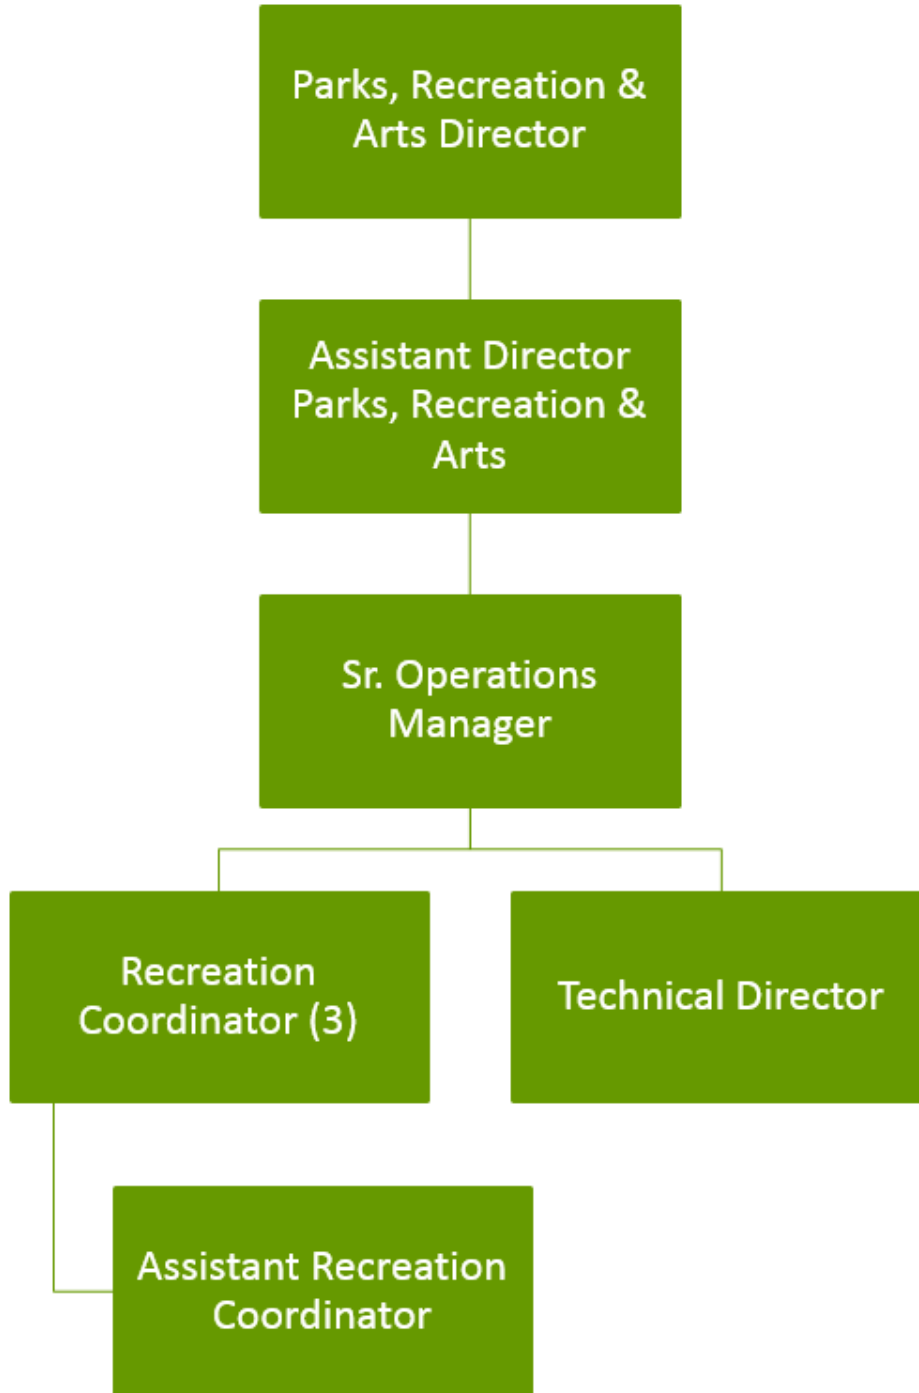 Parks, Recreation &
Arts Director
Assistant Director
Parks, Recreation &
Arts
Sr. Operations
Manager
Recreation
Coordinator (3)
Technical Director
Assistant Recreation
Coordinator